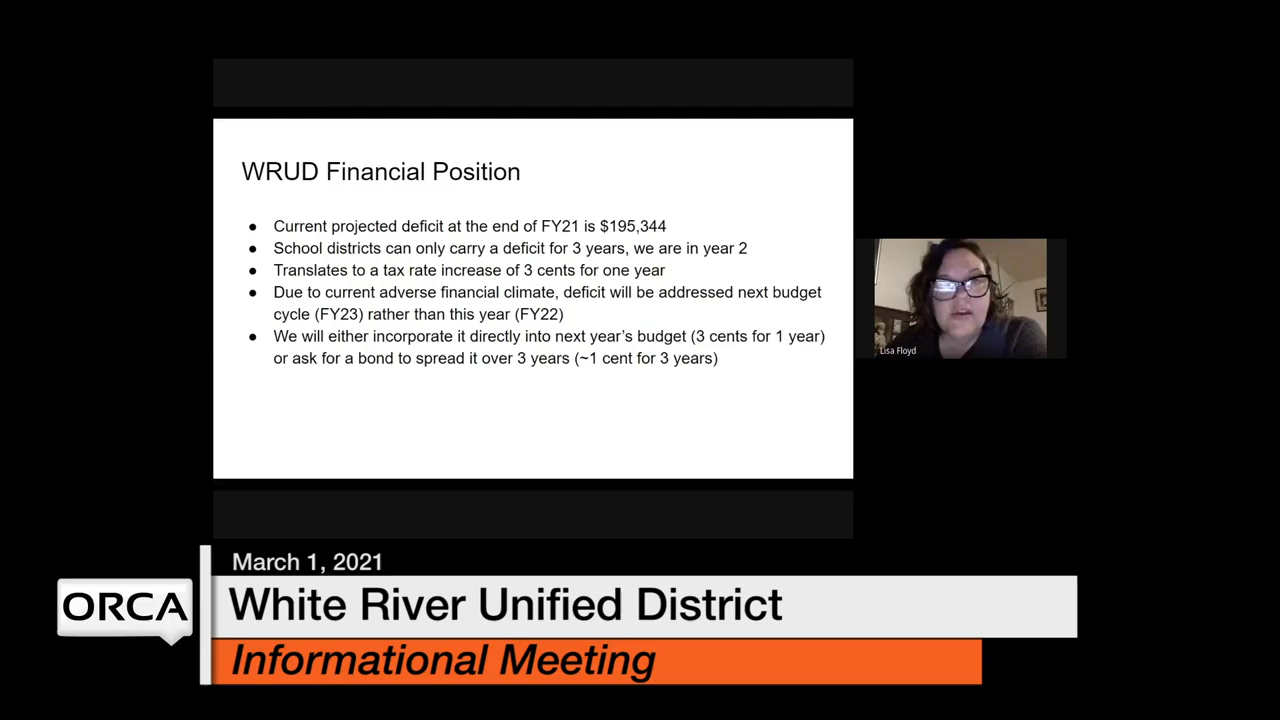 WRUD Financial Position
● Current projected deficit at the end of FY21 is $195,344
● School districts can only carry a deficit for 3 years, we are in year 2
● Translates to a tax rate increase of 3 cents for one year
● Due to current adverse financial climate, deficit will be addressed next budget
cycle (FY23) rather than this year (FY22)
● We will either incorporate it directly into next year’s budget (3 cents for 1 year)
or ask for a bond to spread it over 3 years (~1 cent for 3 years)
Lisa Floyd
March 1, 2021
ORCA
White River Unified District
Informational Meeting